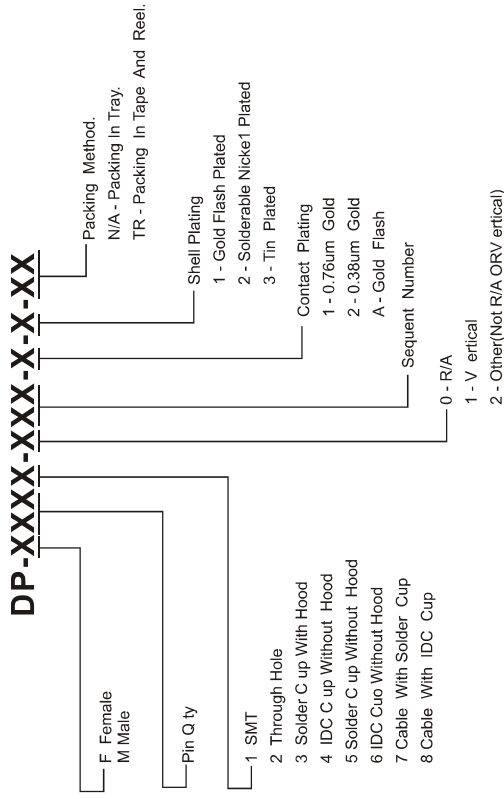 DP-XXXX-XXX-X-X-XX
F Female
M Male
Pin Q ty
1 SMT
2 Through Hole
3 Solder C up With Hood
4 IDC C up Without Hood
5 Solder C up Without Hood
6 IDC Cuo Without Hood
7 Cable With Solder Cup
8 Cable With IDC Cup
Packing Method.
N/A - Packing In Tray.
TR - Packing In Tape And Reel.
Shell Plating
1 - Gold Flash Plated
2 - Solderable Nicke1 Plated
3 - Tin Plated
Contact Plating
1 - 0.76um Gold
2 - 0.38um Gold
A - Gold Flash
Sequent Number
0 - R/A
1 - V ertical
2 - Other(Not R/A ORV ertical)